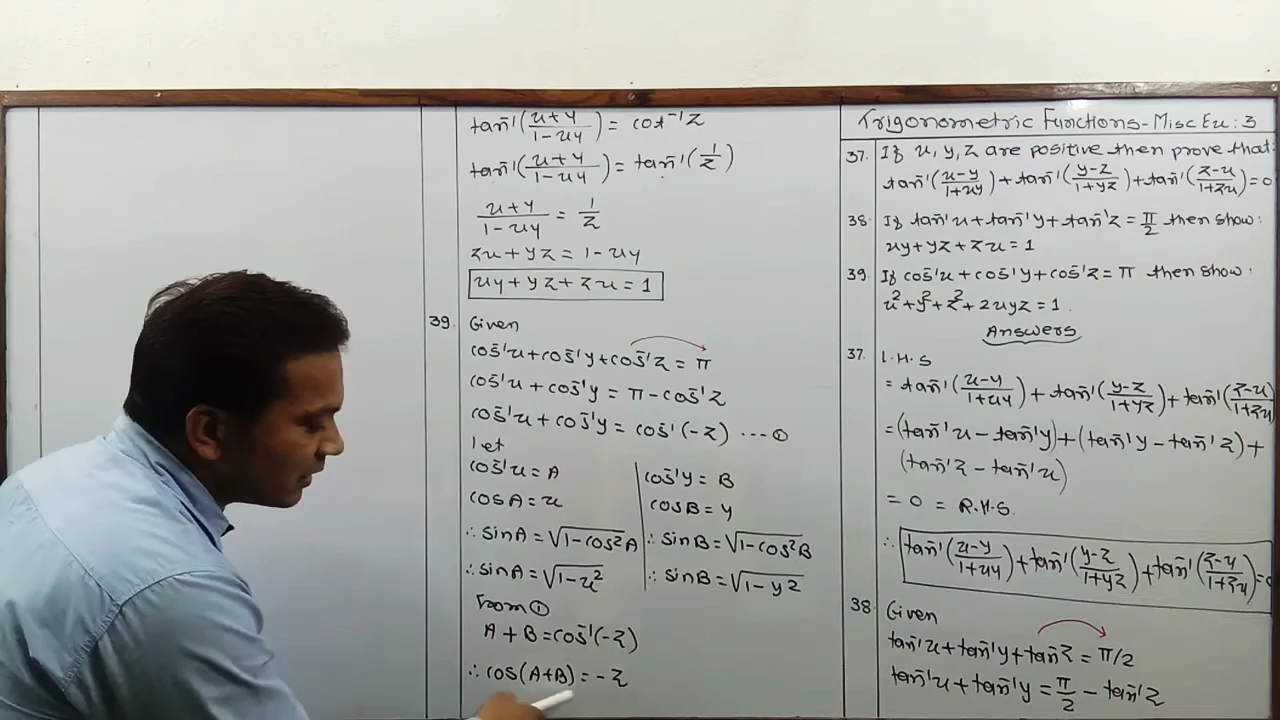 Trigonometric Functions - Misc Ex : 3
37. If x, y, z are positive then prove that:
tan⁻¹((x-y)/(1+xy)) + tan⁻¹((y-z)/(1+yz)) + tan⁻¹((z-x)/(1+zx)) = 0
38. If tan⁻¹x + tan⁻¹y + tan⁻¹z = π/2 then show:
xy + yz + zx = 1
39. If cos⁻¹x + cos⁻¹y + cos⁻¹z = π then show:
x² + y² + z² + 2xyz = 1.
Answers
37. L.H.S
= tan⁻¹((x-y)/(1+xy)) + tan⁻¹((y-z)/(1+yz)) + tan⁻¹((z-x)/(1+zx))
= (tan⁻¹x - tan⁻¹y) + (tan⁻¹y - tan⁻¹z) +
(tan⁻¹z - tan⁻¹x)
= 0 = R.H.S.
∴ tan⁻¹((x-y)/(1+xy)) + tan⁻¹((y-z)/(1+yz)) + tan⁻¹((z-x)/(1+zx)) = 0
38 Given
tan⁻¹x + tan⁻¹y + tan⁻¹z = π/2
tan⁻¹x + tan⁻¹y = π/2 - tan⁻¹z
tan⁻¹((x+y)/(1-xy)) = cot⁻¹z
tan⁻¹((x+y)/(1-xy)) = tan⁻¹(1/z)
(x+y)/(1-xy) = 1/z
zx + yz = 1 - xy
xy + yz + zx = 1
39. Given
cos⁻¹x + cos⁻¹y + cos⁻¹z = π
cos⁻¹x + cos⁻¹y = π - cos⁻¹z
cos⁻¹x + cos⁻¹y = cos⁻¹(-z) ---①
let
cos⁻¹x = A
cosA = x
∴ sinA = √(1-cos²A)
∴ sinA = √(1-x²)
cos⁻¹y = B
cosB = y
∴ sinB = √(1-cos²B)
∴ sinB = √(1-y²)
From ①
A + B = cos⁻¹(-z)
∴ cos(A+B) = -z